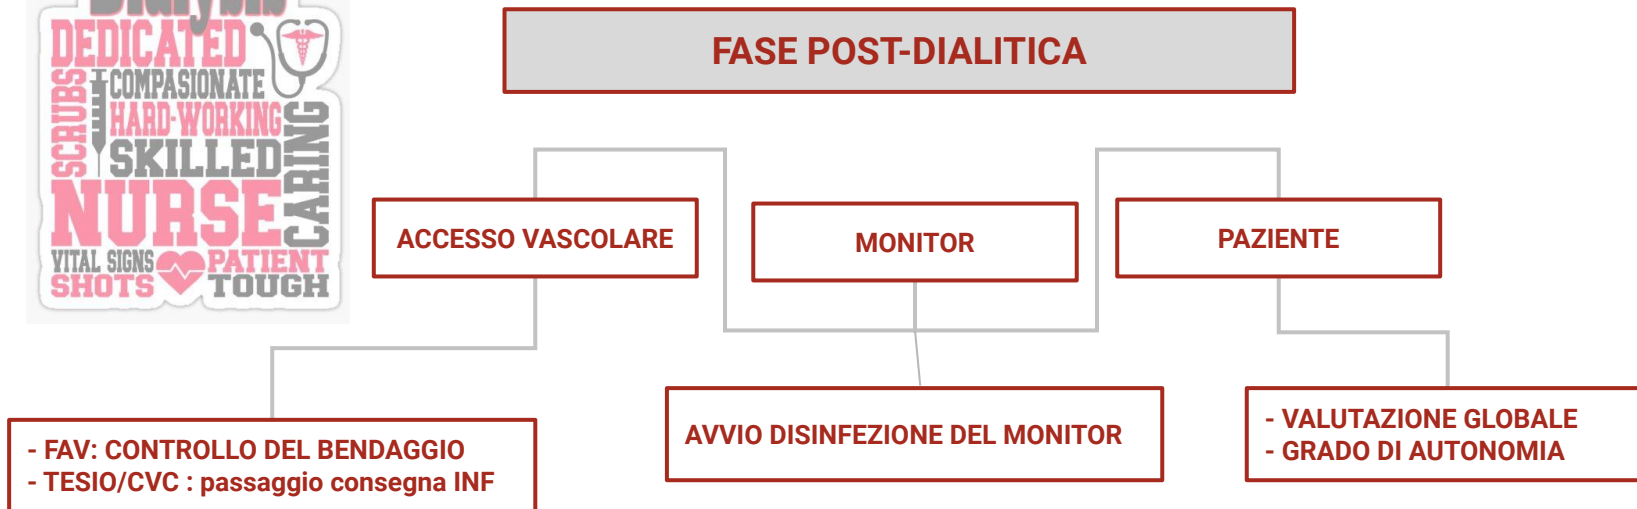 Dialysis
DEDICATED
SCRUBS
COMPASIONATE
HARD-WORKING
SKILLED
CARING
NURSE
VITAL SIGNS
PATIENT
SHOTS
TOUGH
FASE POST-DIALITICA
ACCESSO VASCOLARE
MONITOR
PAZIENTE
- FAV: CONTROLLO DEL BENDAGGIO
- TESIO/CVC : passaggio consegna INF
AVVIO DISINFEZIONE DEL MONITOR
- VALUTAZIONE GLOBALE
- GRADO DI AUTONOMIA